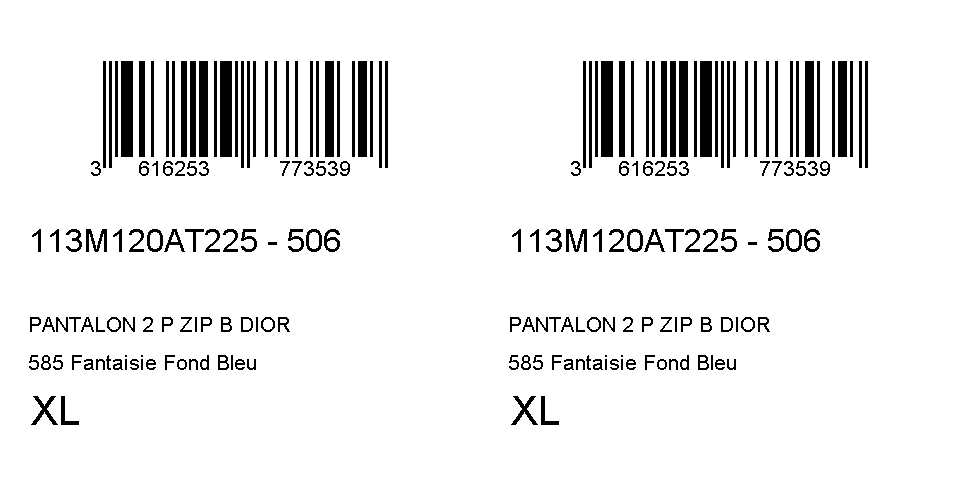 3 616253 773539
113M120AT225 - 506
PANTALON 2 P ZIP B DIOR
585 Fantaisie Fond Bleu
XL
3 616253 773539
113M120AT225 - 506
PANTALON 2 P ZIP B DIOR
585 Fantaisie Fond Bleu
XL